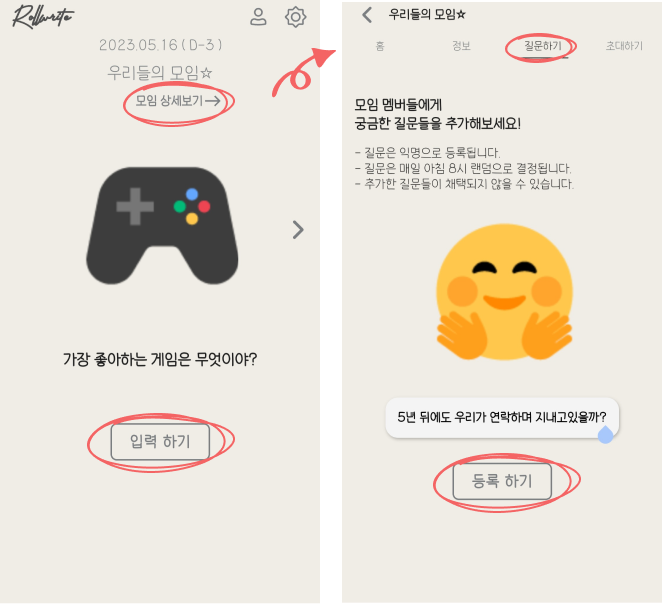 Rollwrite
2023.05.16 ( D-3 )
우리들의 모임☆
모임 상세보기→
가장 좋아하는 게임은 무엇이야?
입력 하기
우리들의 모임☆
홈 정보 질문하기 초대하기
모임 멤버들에게
궁금한 질문들을 추가해보세요!
- 질문은 익명으로 등록됩니다.
- 질문은 매일 아침 8시 랜덤으로 결정됩니다.
- 추가한 질문들이 채택되지 않을 수 있습니다.
5년 뒤에도 우리가 연락하며 지내고있을까?
등록 하기